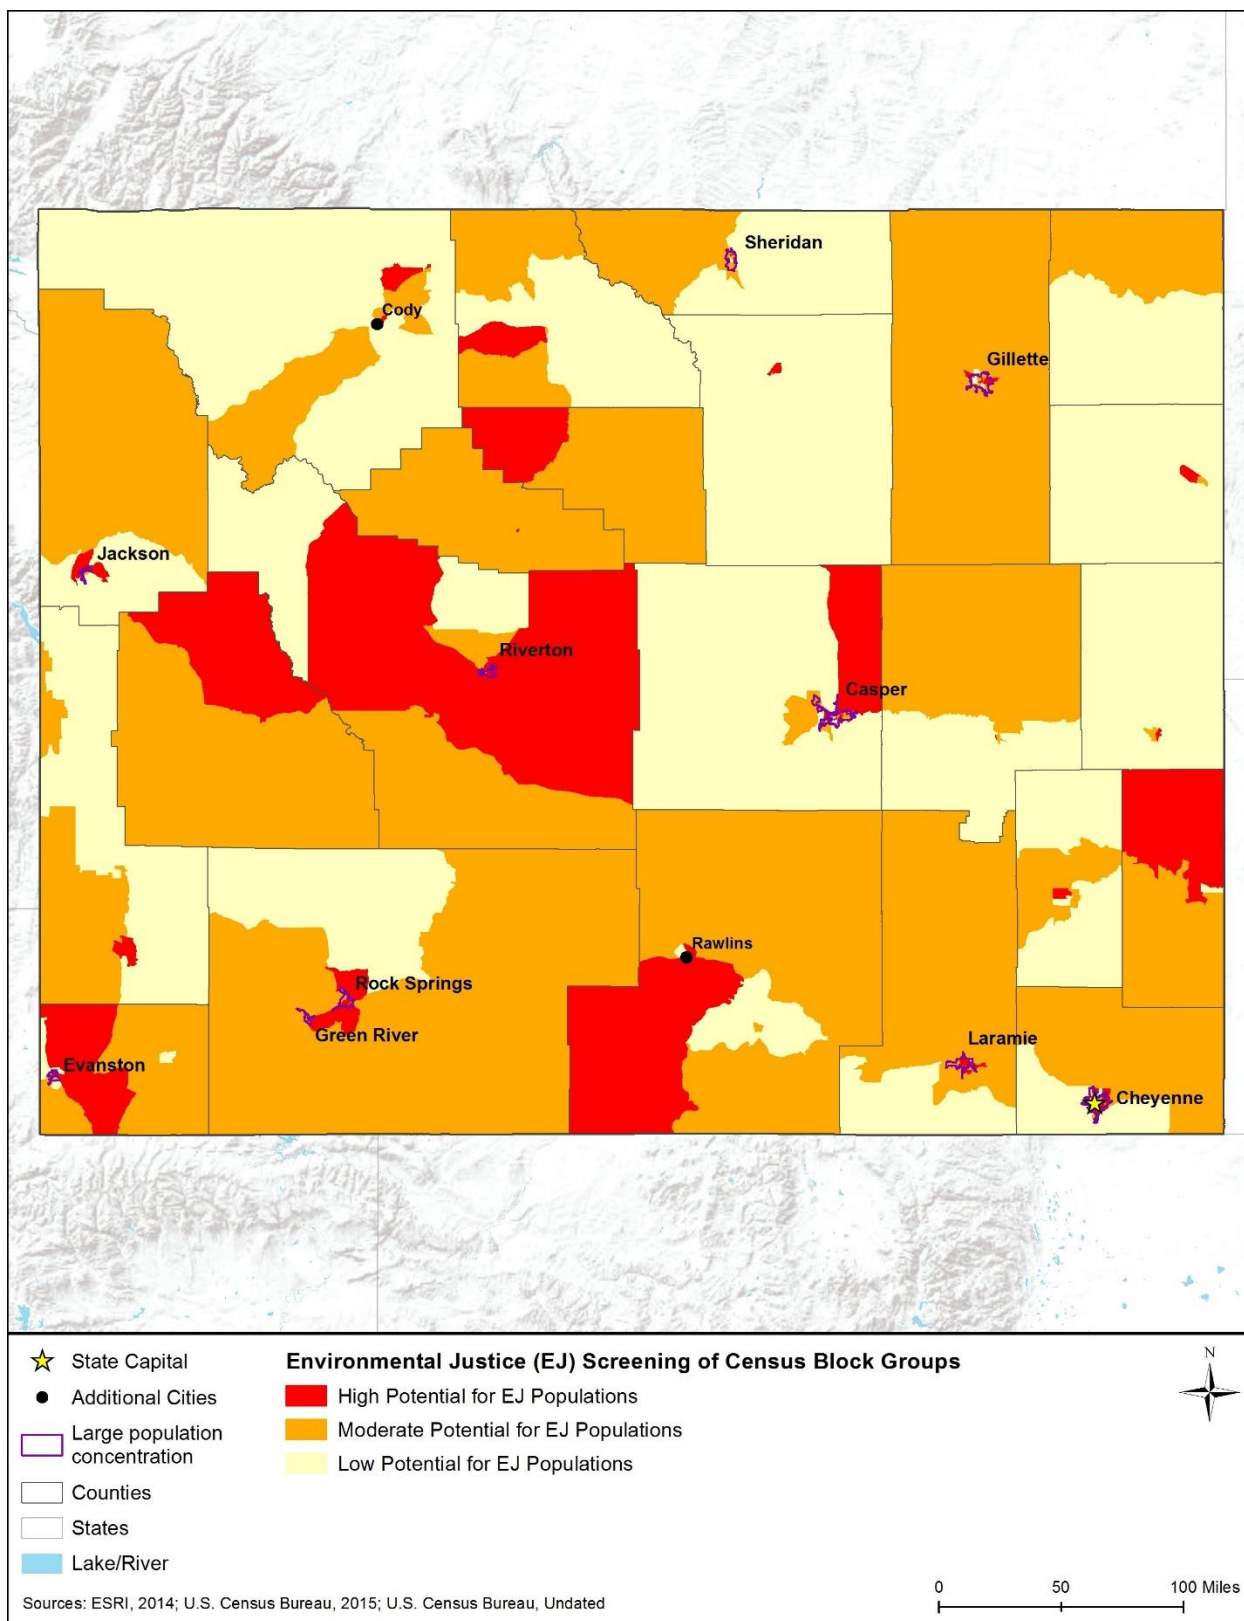 Sheridan
Cody
Gillette
Jackson
Riverton
Casper
Rawlins
Rock Springs
Green River
Laramie
Evanston
Cheyenne
State Capital
Additional Cities
Large population
concentration
Counties
States
Lake/River
Environmental Justice (EJ) Screening of Census Block Groups
High Potential for EJ Populations
Moderate Potential for EJ Populations
Low Potential for EJ Populations
N
Sources: ESRI, 2014; U.S. Census Bureau, 2015; U.S. Census Bureau, Undated
0 50 100 Miles